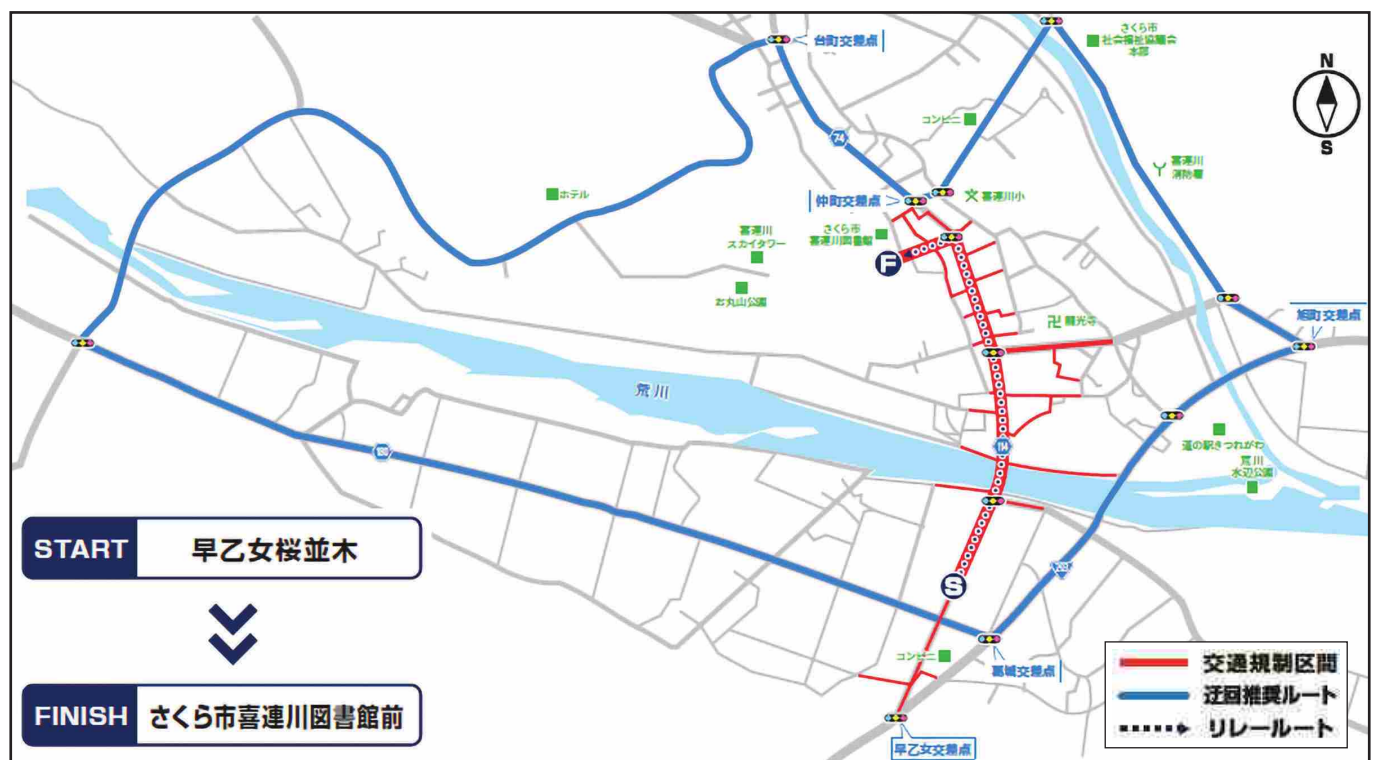 台町交差点
さくら市
社会福祉協議会
本部
N
S
コンビニ
74
喜連川
消防署
ホテル
仲町交差点
喜連川小
さくら市
喜連川図書館
喜連川
スカイタワー
F
お丸山公園
龍光寺
旭町交差点
荒川
114
180
道の駅きつれがわ
荒川
水辺公園
293
S
START
早乙女桜並木
コンビニ
葛城交差点
FINISH
さくら市喜連川図書館前
早乙女交差点
交通規制区間
迂回推奨ルート
リレールート